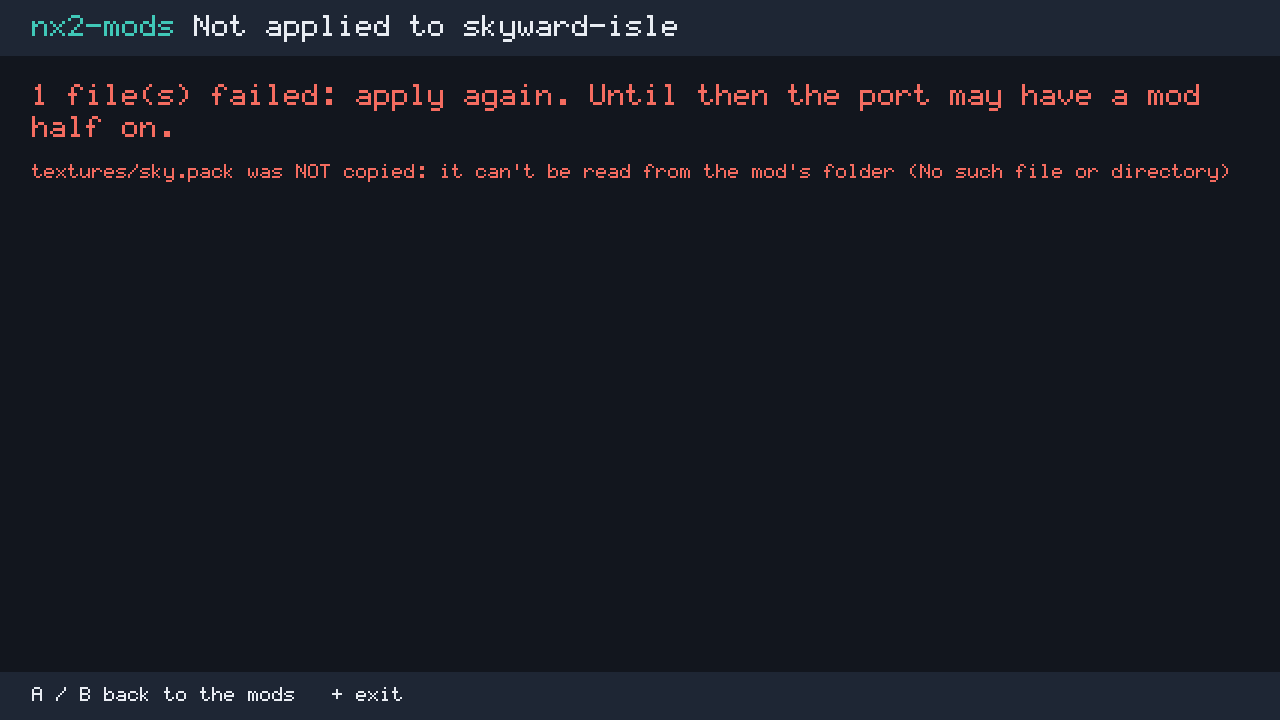 nx2-mods Not applied to skyward-isle
1 file(s) failed: apply again. Until then the port may have a mod
half on.
textures/sky.pack was NOT copied: it can't be read from the mod's folder (No such file or directory)
A / B back to the mods   + exit